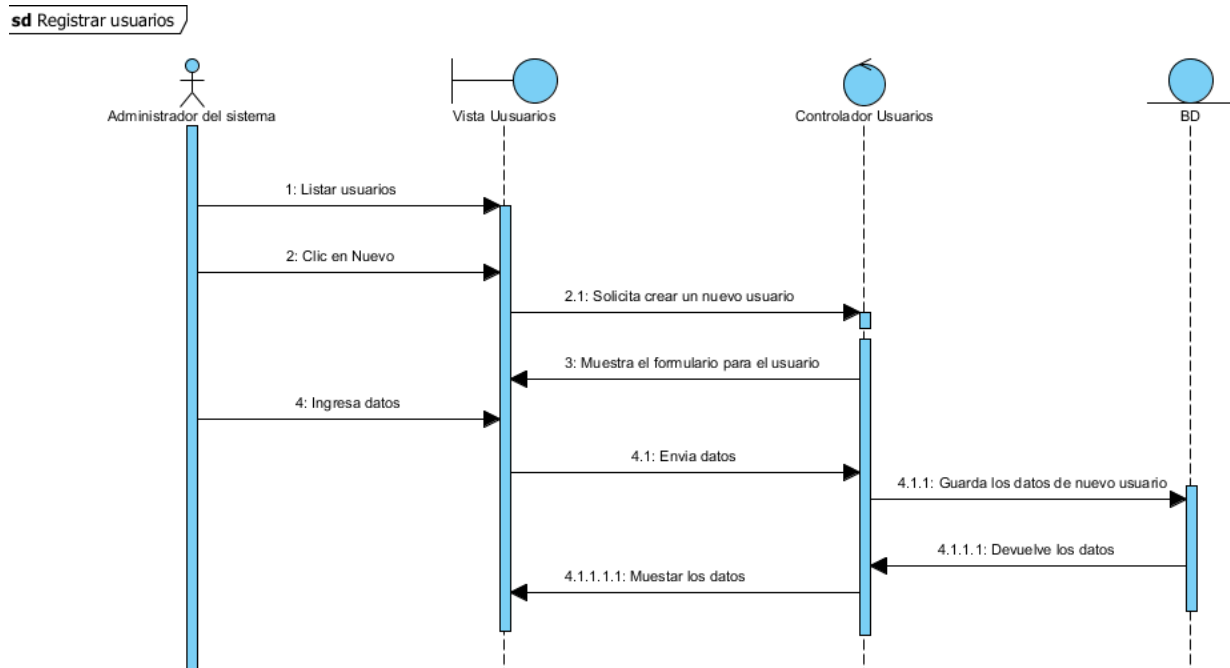 sd Registrar usuarios
Administrador del sistema
Vista Uusuarios
Controlador Usuarios
BD
1: Listar usuarios
2: Clic en Nuevo
2.1: Solicita crear un nuevo usuario
3: Muestra el formulario para el usuario
4: Ingresa datos
4.1: Envia datos
4.1.1: Guarda los datos de nuevo usuario
4.1.1.1: Devuelve los datos
4.1.1.1.1: Muestar los datos